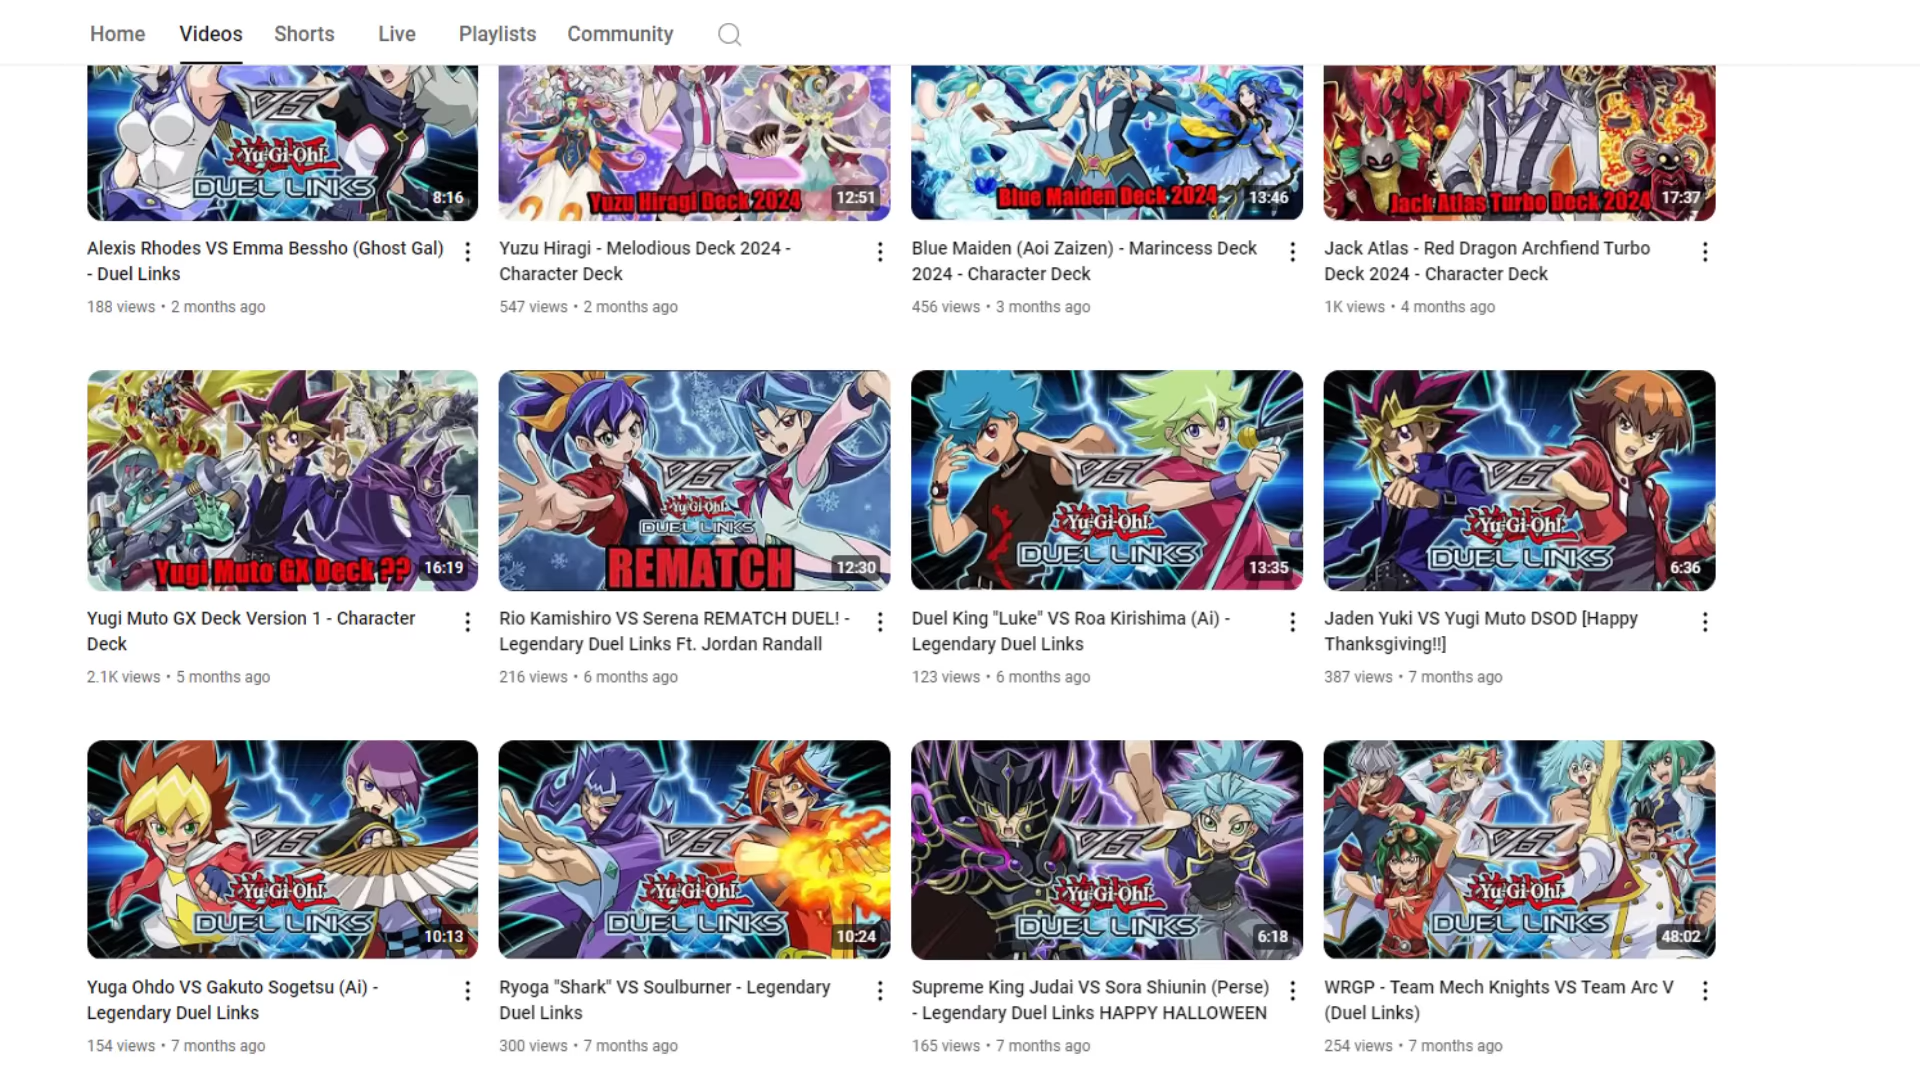 Home Videos Shorts Live Playlists Community
VS
Yu-Gi-Oh!
DUEL LINKS
8:16
Yuzu Hiragi Deck 2024
12:51
Blue Maiden Deck 2024
13:46
Jack Atlas Turbo Deck 2024
17:37
Alexis Rhodes VS Emma Bessho (Ghost Gal)
- Duel Links
188 views • 2 months ago
Yuzu Hiragi - Melodious Deck 2024 -
Character Deck
547 views • 2 months ago
Blue Maiden (Aoi Zaizen) - Marincess Deck
2024 - Character Deck
456 views • 3 months ago
Jack Atlas - Red Dragon Archfiend Turbo
Deck 2024 - Character Deck
1K views • 4 months ago
Yugi Muto GX Deck ??
16:19
VS
Yu-Gi-Oh!
DUEL LINKS
REMATCH
12:30
VS
Yu-Gi-Oh!
DUEL LINKS
13:35
VS
Yu-Gi-Oh!
DUEL LINKS
6:36
Yugi Muto GX Deck Version 1 - Character
Deck
2.1K views • 5 months ago
Rio Kamishiro VS Serena REMATCH DUEL! -
Legendary Duel Links Ft. Jordan Randall
216 views • 6 months ago
Duel King "Luke" VS Roa Kirishima (Ai) -
Legendary Duel Links
123 views • 6 months ago
Jaden Yuki VS Yugi Muto DSOD [Happy
Thanksgiving!!]
387 views • 7 months ago
VS
Yu-Gi-Oh!
DUEL LINKS
10:13
VS
Yu-Gi-Oh!
DUEL LINKS
10:24
VS
Yu-Gi-Oh!
DUEL LINKS
6:18
VS
Yu-Gi-Oh!
DUEL LINKS
48:02
Yuga Ohdo VS Gakuto Sogetsu (Ai) -
Legendary Duel Links
154 views • 7 months ago
Ryoga "Shark" VS Soulburner - Legendary
Duel Links
300 views • 7 months ago
Supreme King Judai VS Sora Shiunin (Perse)
- Legendary Duel Links HAPPY HALLOWEEN
165 views • 7 months ago
WRGP - Team Mech Knights VS Team Arc V
(Duel Links)
254 views • 7 months ago